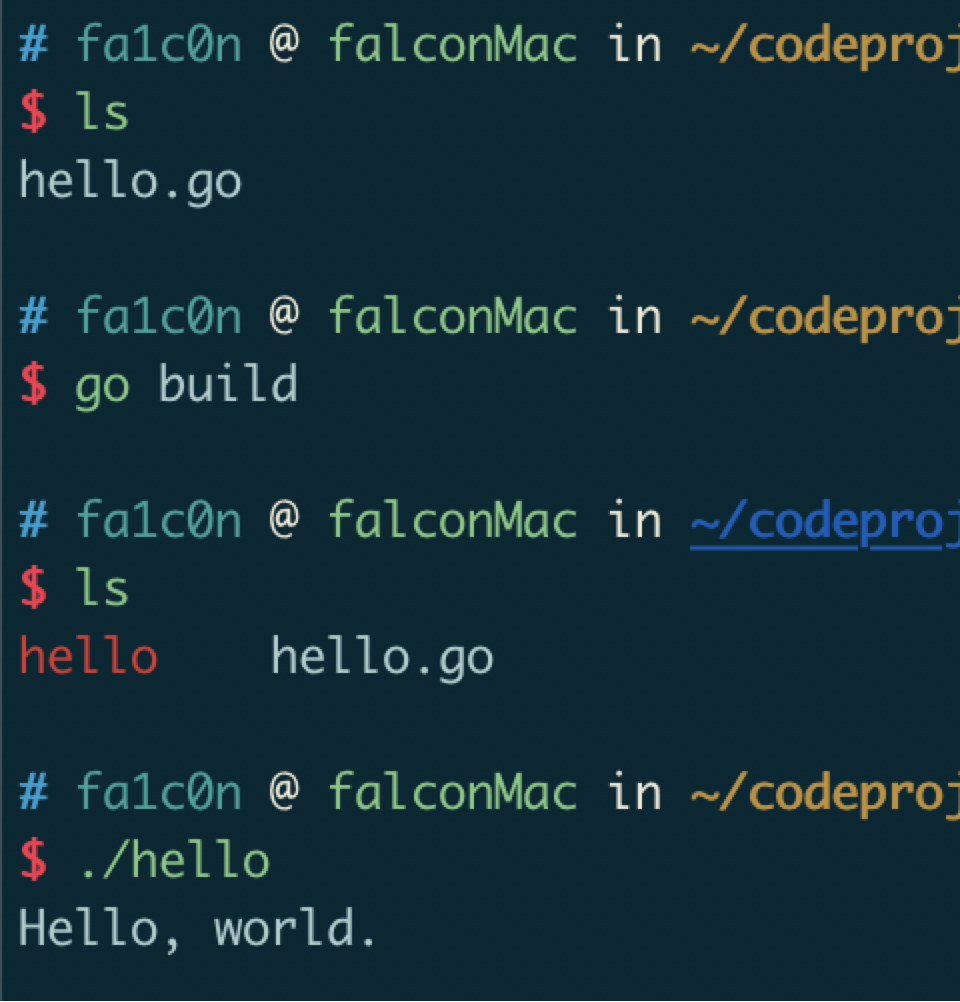 # fa1c0n @ falconMac in ~/codeproj
$ ls
hello.go
# fa1c0n @ falconMac in ~/codeproj
$ go build
# fa1c0n @ falconMac in ~/codeproj
$ ls
hello hello.go
# fa1c0n @ falconMac in ~/codeproj
$ ./hello
Hello, world.